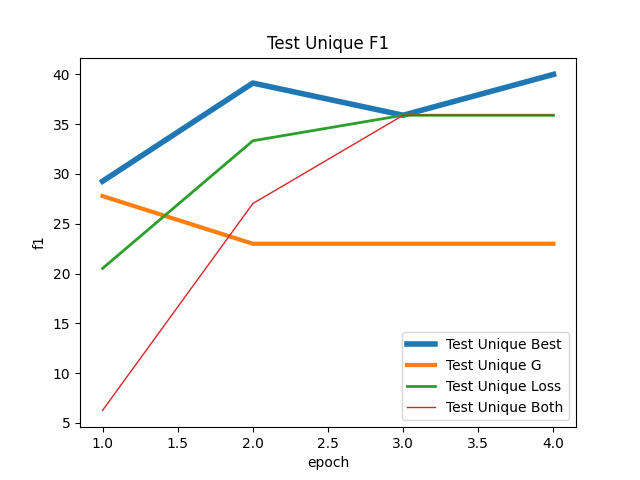 Test Unique F1
f1
40
35
30
25
20
15
10
5
1.0 1.5 2.0 2.5 3.0 3.5 4.0
epoch
Test Unique Best
Test Unique G
Test Unique Loss
Test Unique Both